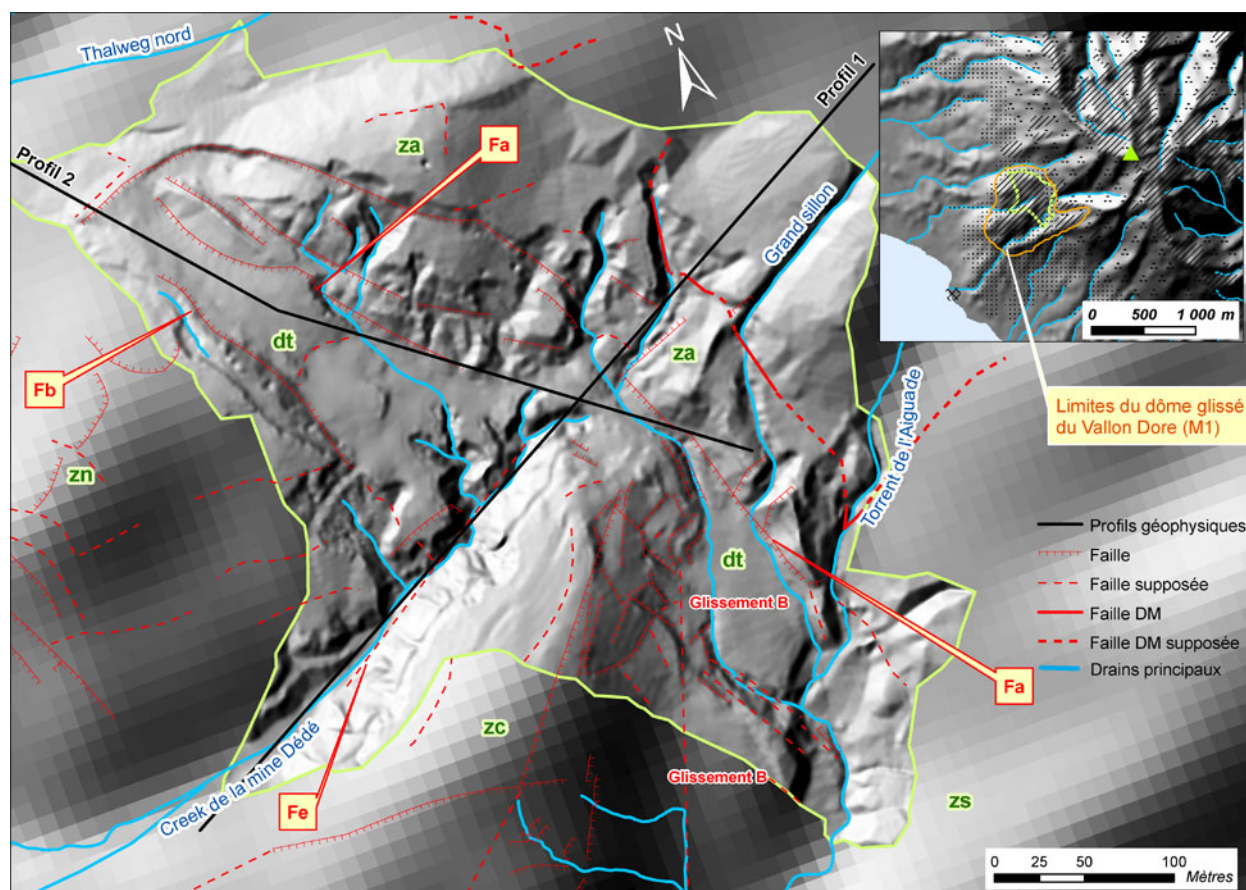 Thalweg nord
N
Profil 1
Profil 2
za
Fa
Grand sillon
0 500 1 000 m
Limites du dôme glissé
du Vallon Dore (M1)
za
dt
Fb
Torrent de l'Aiguade
zn
Profils géophysiques
Faille
Faille supposée
Faille DM
Faille DM supposée
Drains principaux
dt
Glissement B
Fa
zc
Creek de la mine Dédé
Glissement B
Fe
zs
0 25 50 100
Mètres